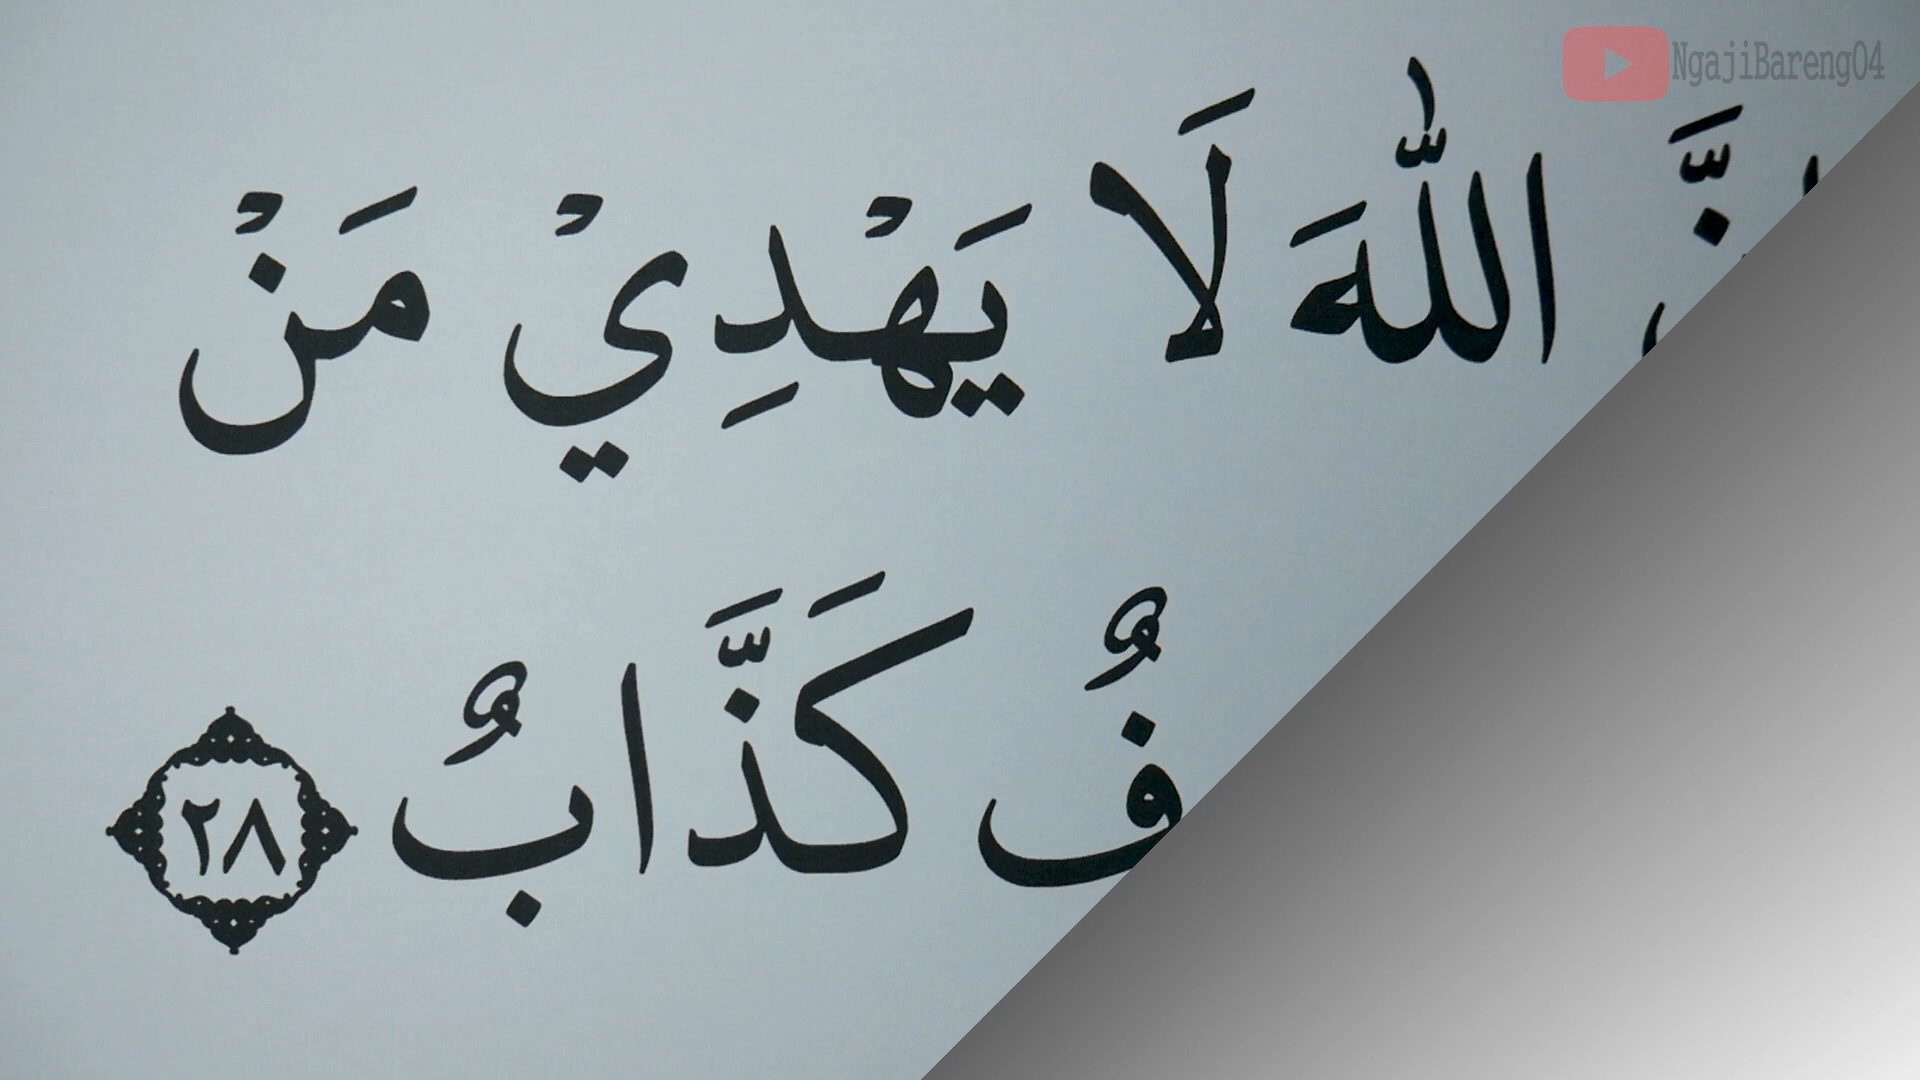 NgajiBareng04
اللّٰهَ لَا يَهْدِيْ مَنْ
كَذَّابٌ ٢٨